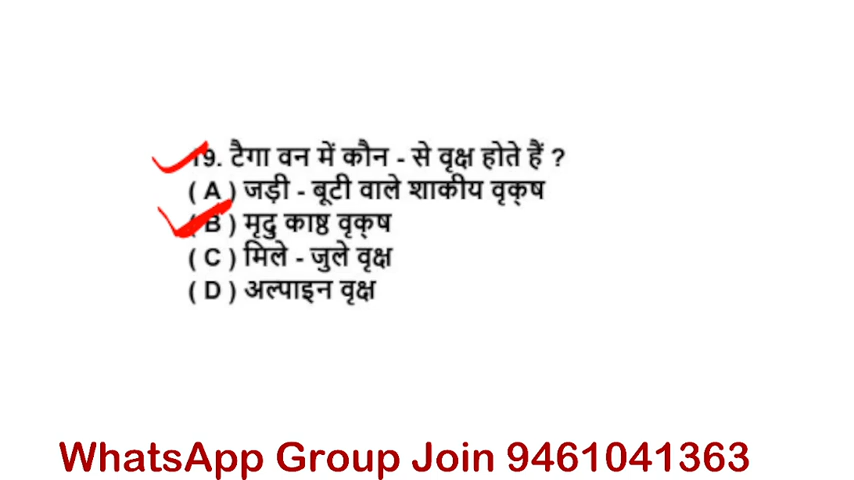 19. टैगा वन में कौन - से वृक्ष होते हैं ?
( A ) जड़ी - बूटी वाले शाकीय वृक्ष
( B ) मृदु काष्ठ वृक्ष
( C ) मिले - जुले वृक्ष
( D ) अल्पाइन वृक्ष
WhatsApp Group Join 9461041363